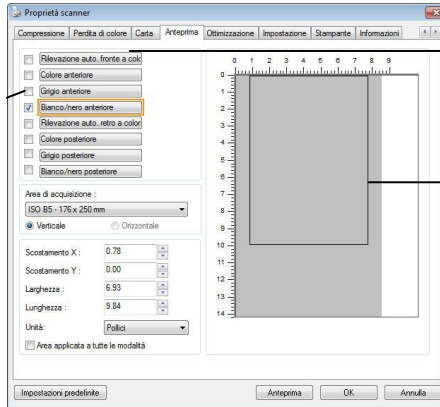 Proprietà scanner
Compressione Perdita di colore Carta Anteprima Ottimizzazione Impostazione Stampante Informazioni
Rilevazione auto. fronte a colo
Colore anteriore
Grigio anteriore
Bianco/nero anteriore
Rilevazione auto. retro a color
Colore posteriore
Grigio posteriore
Bianco/nero posteriore
Area di acquisizione :
ISO B5 - 176 x 250 mm
Verticale Orizzontale
Scostamento X : 0.78
Scostamento Y : 0.00
Larghezza : 6.93
Lunghezza : 9.84
Unità: Pollici
Area applicata a tutte le modalità
0 1 2 3 4 5 6 7 8 9
0
1
2
3
4
5
6
7
8
9
10
11
12
13
14
Impostazioni predefinite Anteprima OK Annulla